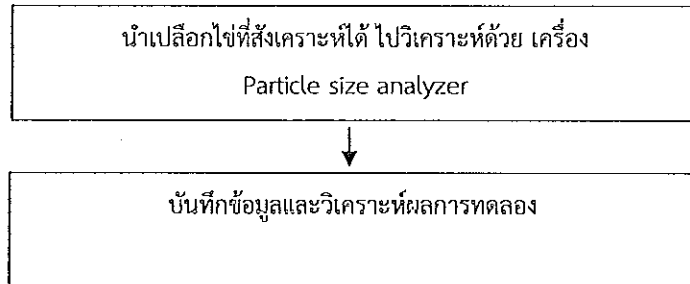 นำเปลือกไข่ที่สังเคราะห์ได้ ไปวิเคราะห์ด้วย เครื่อง
Particle size analyzer
บันทึกข้อมูลและวิเคราะห์ผลการทดลอง